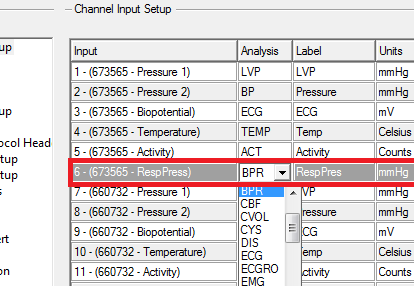 Channel Input Setup
Input Analysis Label Units
1 - (673565 - Pressure 1) LVP LVP mmHg
2 - (673565 - Pressure 2) BP Pressure mmHg
3 - (673565 - Biopotential) ECG ECG mV
4 - (673565 - Temperature) TEMP Temp Celsius
5 - (673565 - Activity) ACT Activity Counts
6 - (673565 - RespPress) BPR RespPres mmHg
7 - (660732 - Pressure 1) BPR VP mmHg
8 - (660732 - Pressure 2) CBF ressure mmHg
CVOL
9 - (660732 - Biopotential) CYS CG mV
10 - (660732 - Temperature) DIS emp Celsius
ECG
11 - (660732 - Activity) ECGRO ctivity Counts
EMG
tup
up
ocol Head
etup
etup
s
ert
on